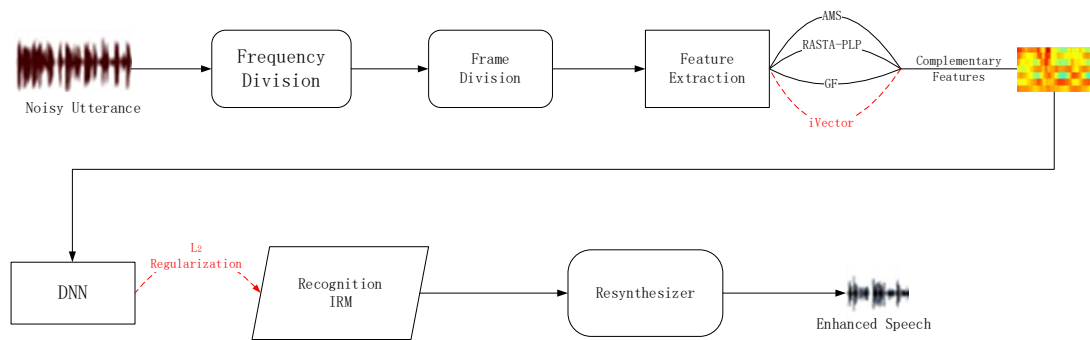 Noisy Utterance
Frequency
Division
Frame
Division
Feature
Extraction
AMS
RASTA-PLP
GF
iVector
Complementary
Features
DNN
L2
Regularization
Recognition
IRM
Resynthesizer
Enhanced Speech